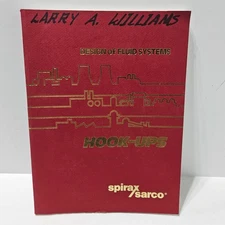 LARRY A. WILLIAMS
DESIGN OF FLUID SYSTEMS
HOOK-UPS
spirax
sarco